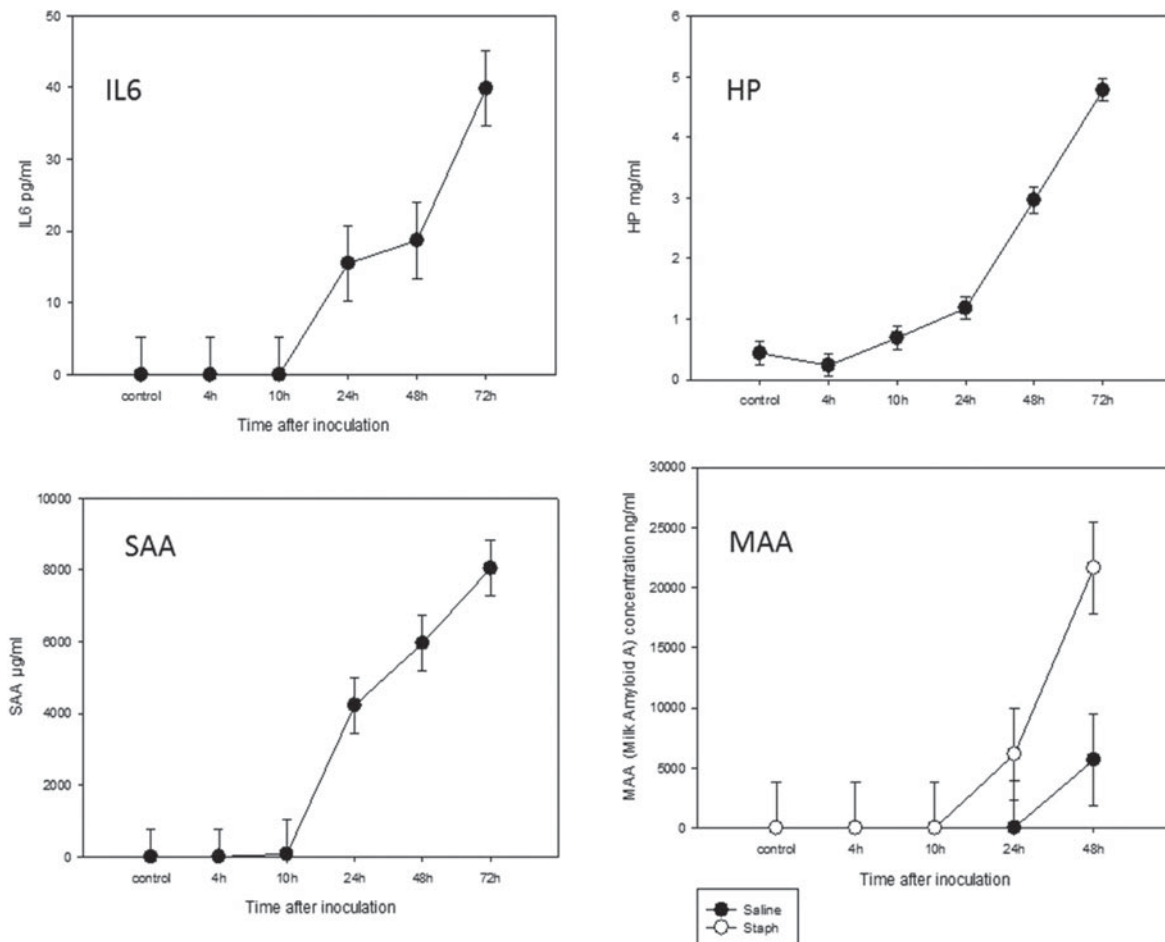 IL6
IL6 pg/ml
50
40
30
20
10
0
control 4h 10h 24h 48h 72h
Time after inoculation
HP
HP mg/ml
6
5
4
3
2
1
0
control 4h 10h 24h 48h 72h
Time after inoculation
SAA
SAA µg/ml
10000
8000
6000
4000
2000
0
control 4h 10h 24h 48h 72h
Time after inoculation
MAA
MAA (Milk Amyloid A) concentration ng/ml
30000
25000
20000
15000
10000
5000
0
control 4h 10h 24h 48h
Time after inoculation
Saline
Staph